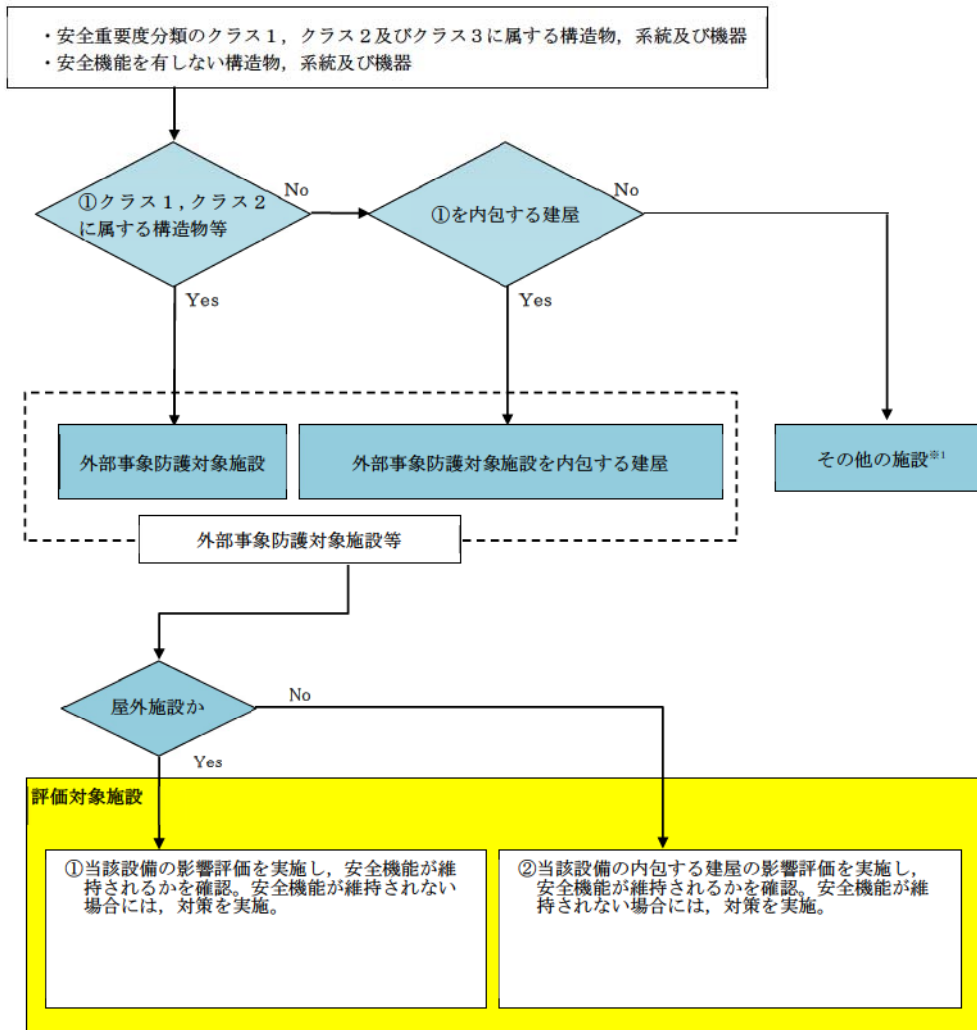 ・安全重要度分類のクラス１，クラス２及びクラス３に属する構造物，系統及び機器
・安全機能を有しない構造物，系統及び機器
①クラス１，クラス２
に属する構造物等
No
①を内包する建屋
No
Yes
Yes
外部事象防護対象施設
外部事象防護対象施設を内包する建屋
その他の施設※1
外部事象防護対象施設等
屋外施設か
No
Yes
評価対象施設
①当該設備の影響評価を実施し，安全機能が維
持されるかを確認。安全機能が維持されない
場合には，対策を実施。
②当該設備の内包する建屋の影響評価を実施し，
安全機能が維持されるかを確認。安全機能が維
持されない場合には，対策を実施。